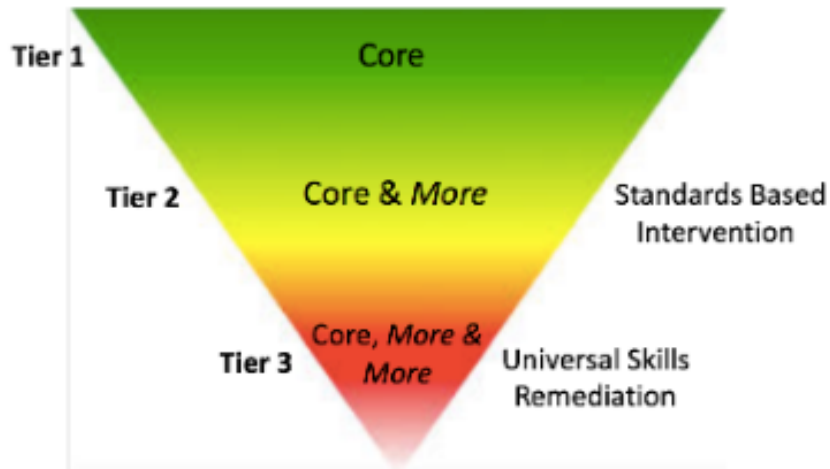 Tier 1
Core
Tier 2
Core & More
Standards Based
Intervention
Tier 3
Core, More &
More
Universal Skills
Remediation